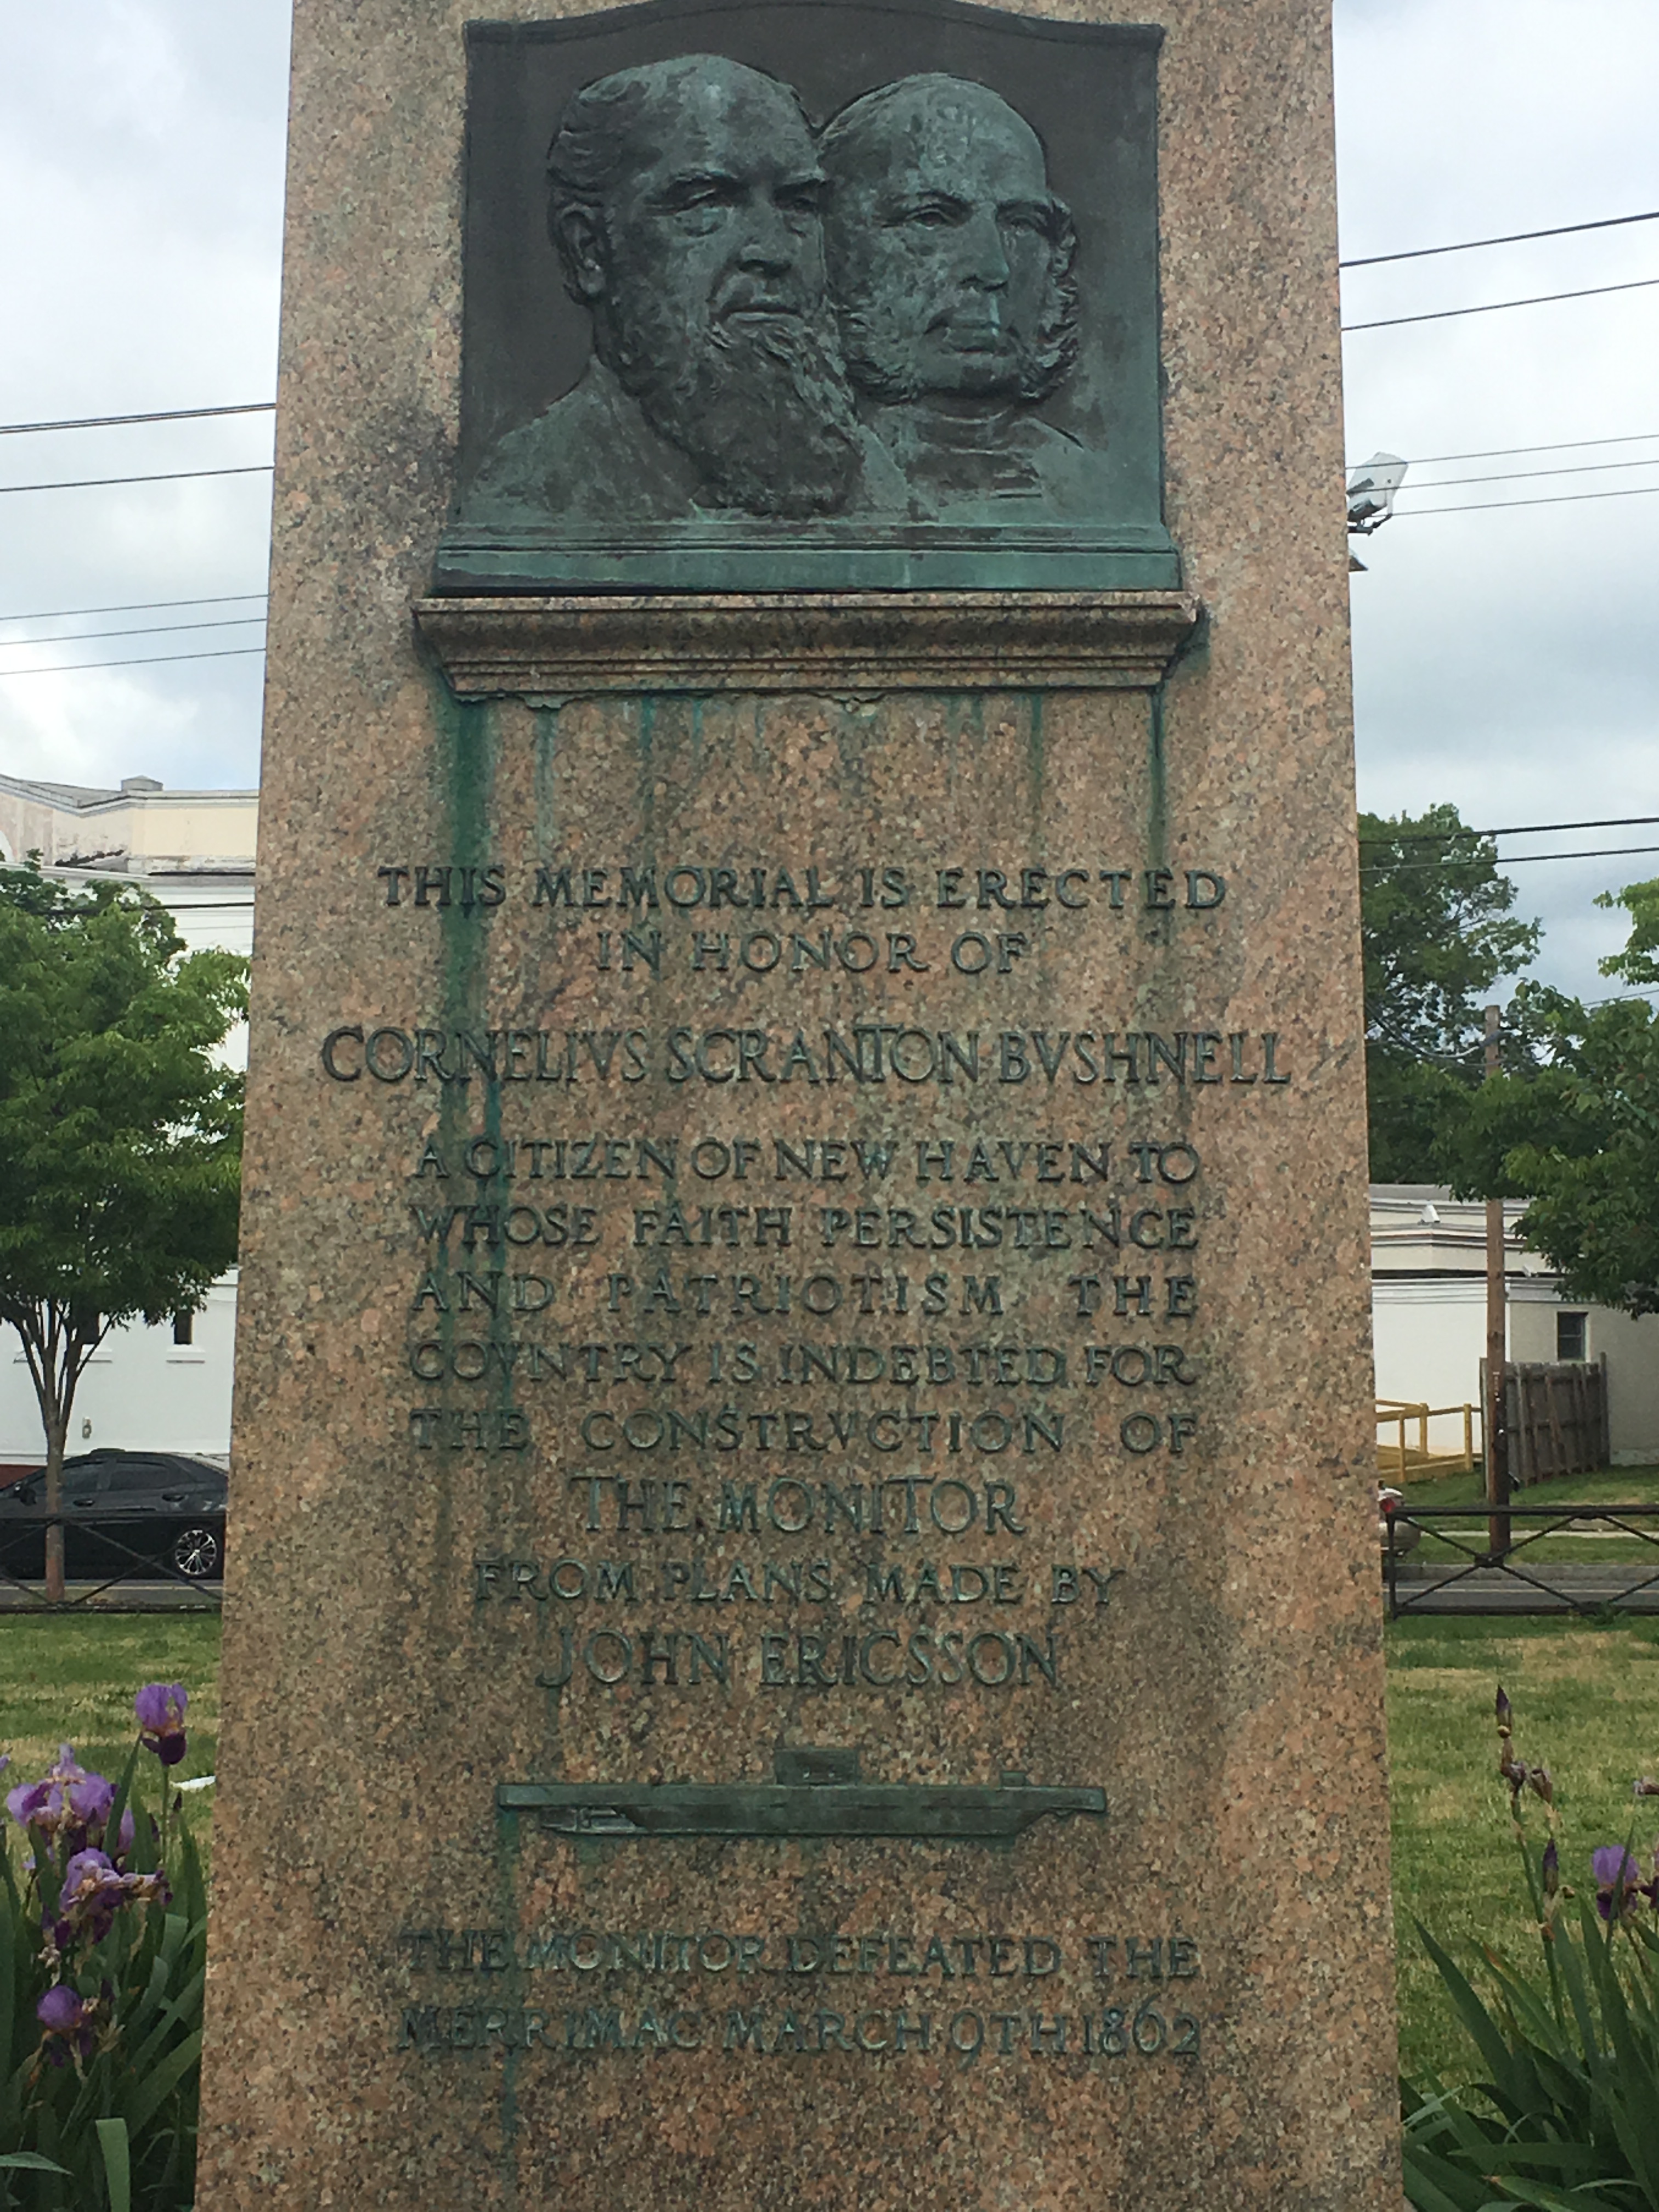 THIS MEMORIAL IS ERECTED
IN HONOR OF
CORNELIVS SCRANTON BVSHNELL
A CITIZEN OF NEW HAVEN TO
WHOSE FAITH PERSISTENCE
AND PATRIOTISM THE
COVNTRY IS INDEBTED FOR
THE CONSTRVCTION OF
THE MONITOR
FROM PLANS MADE BY
JOHN ERICSSON
THE MONITOR DEFEATED THE
MERRIMAC MARCH 9TH 1862